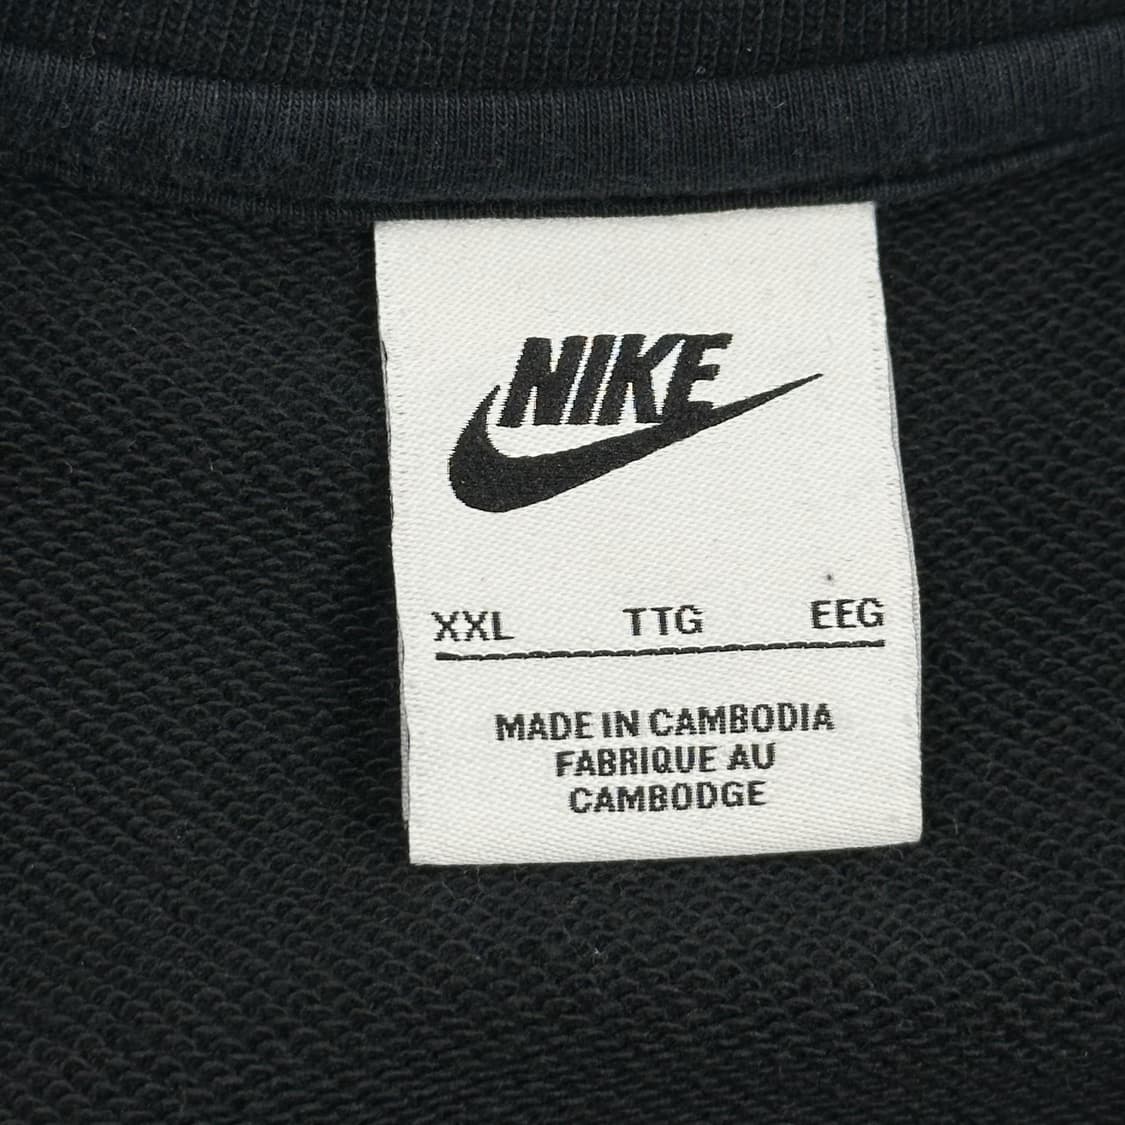 NIKE
XXL TTG EEG
MADE IN CAMBODIA
FABRIQUE AU
CAMBODGE